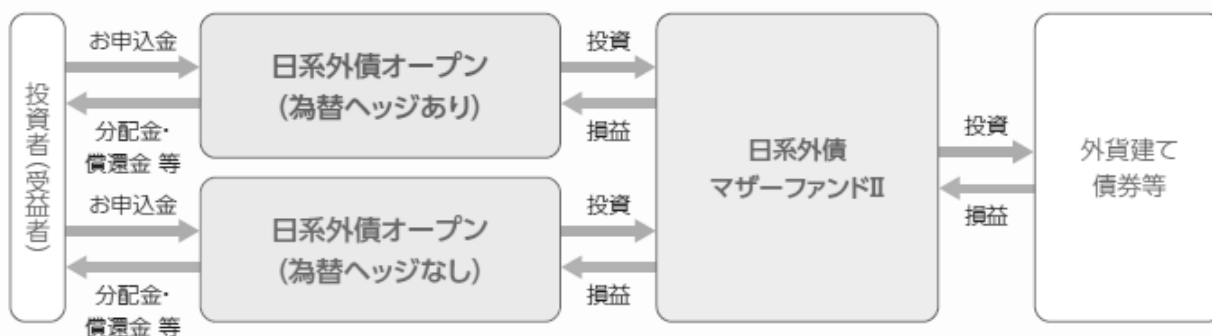 投資者(受益者)
お申込金
分配金・
償還金 等
日系外債オープン
(為替ヘッジあり)
投資
損益
お申込金
分配金・
償還金 等
日系外債オープン
(為替ヘッジなし)
投資
損益
日系外債
マザーファンドⅡ
投資
損益
外貨建て
債券等